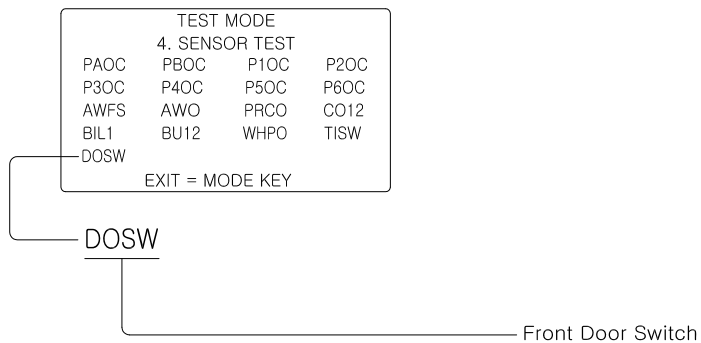 TEST MODE
4. SENSOR TEST
PAOC PBOC P1OC P2OC
P3OC P4OC P5OC P6OC
AWFS AWO PRCO CO12
BIL1 BU12 WHPO TISW
DOSW
EXIT = MODE KEY
DOSW
Front Door Switch